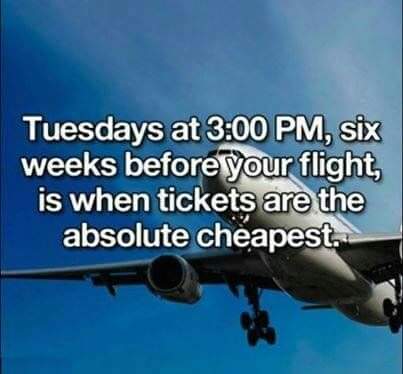 Tuesdays at 3:00 PM, six
weeks before your flight,
is when tickets are the
absolute cheapest.